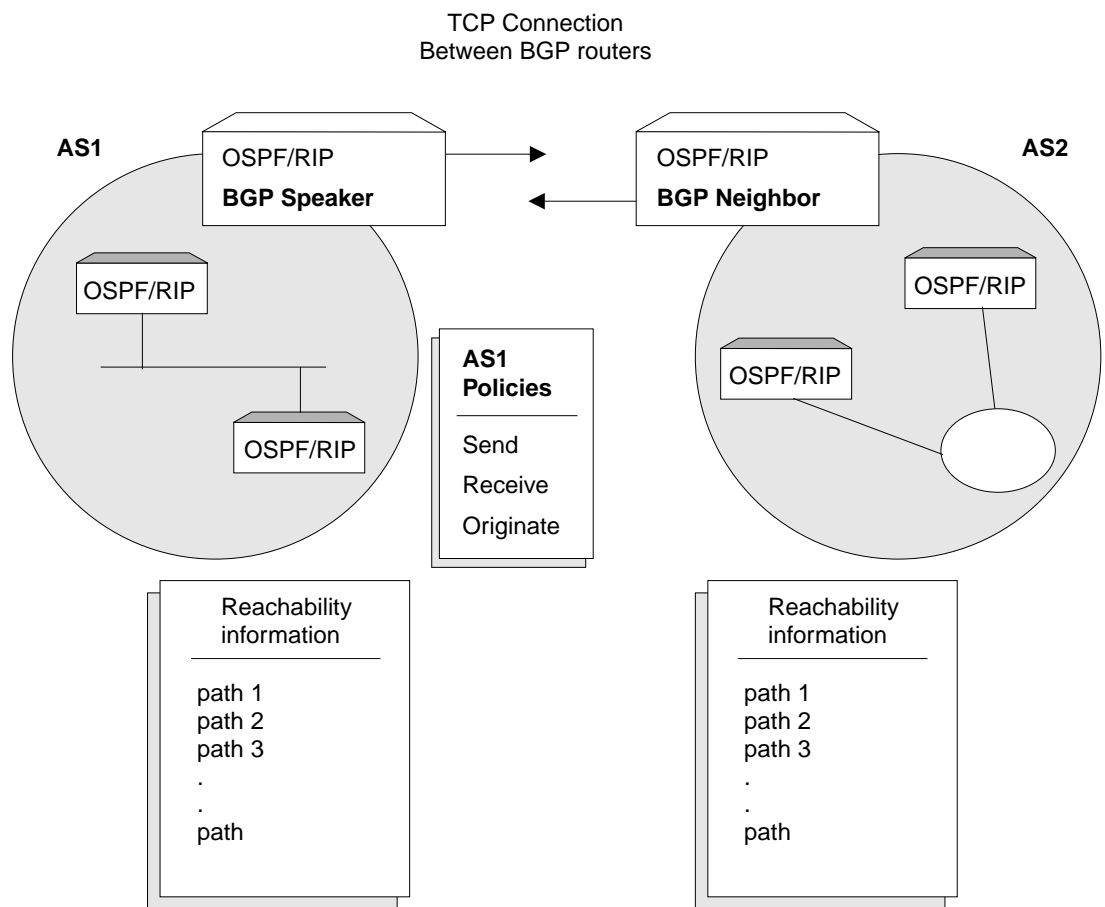 TCP Connection
Between BGP routers
AS1
OSPF/RIP
BGP Speaker
OSPF/RIP
BGP Neighbor
AS2
OSPF/RIP
OSPF/RIP
AS1
Policies
Send
Receive
Originate
OSPF/RIP
OSPF/RIP
Reachability
information
path 1
path 2
path 3
.
.
path
Reachability
information
path 1
path 2
path 3
.
.
path